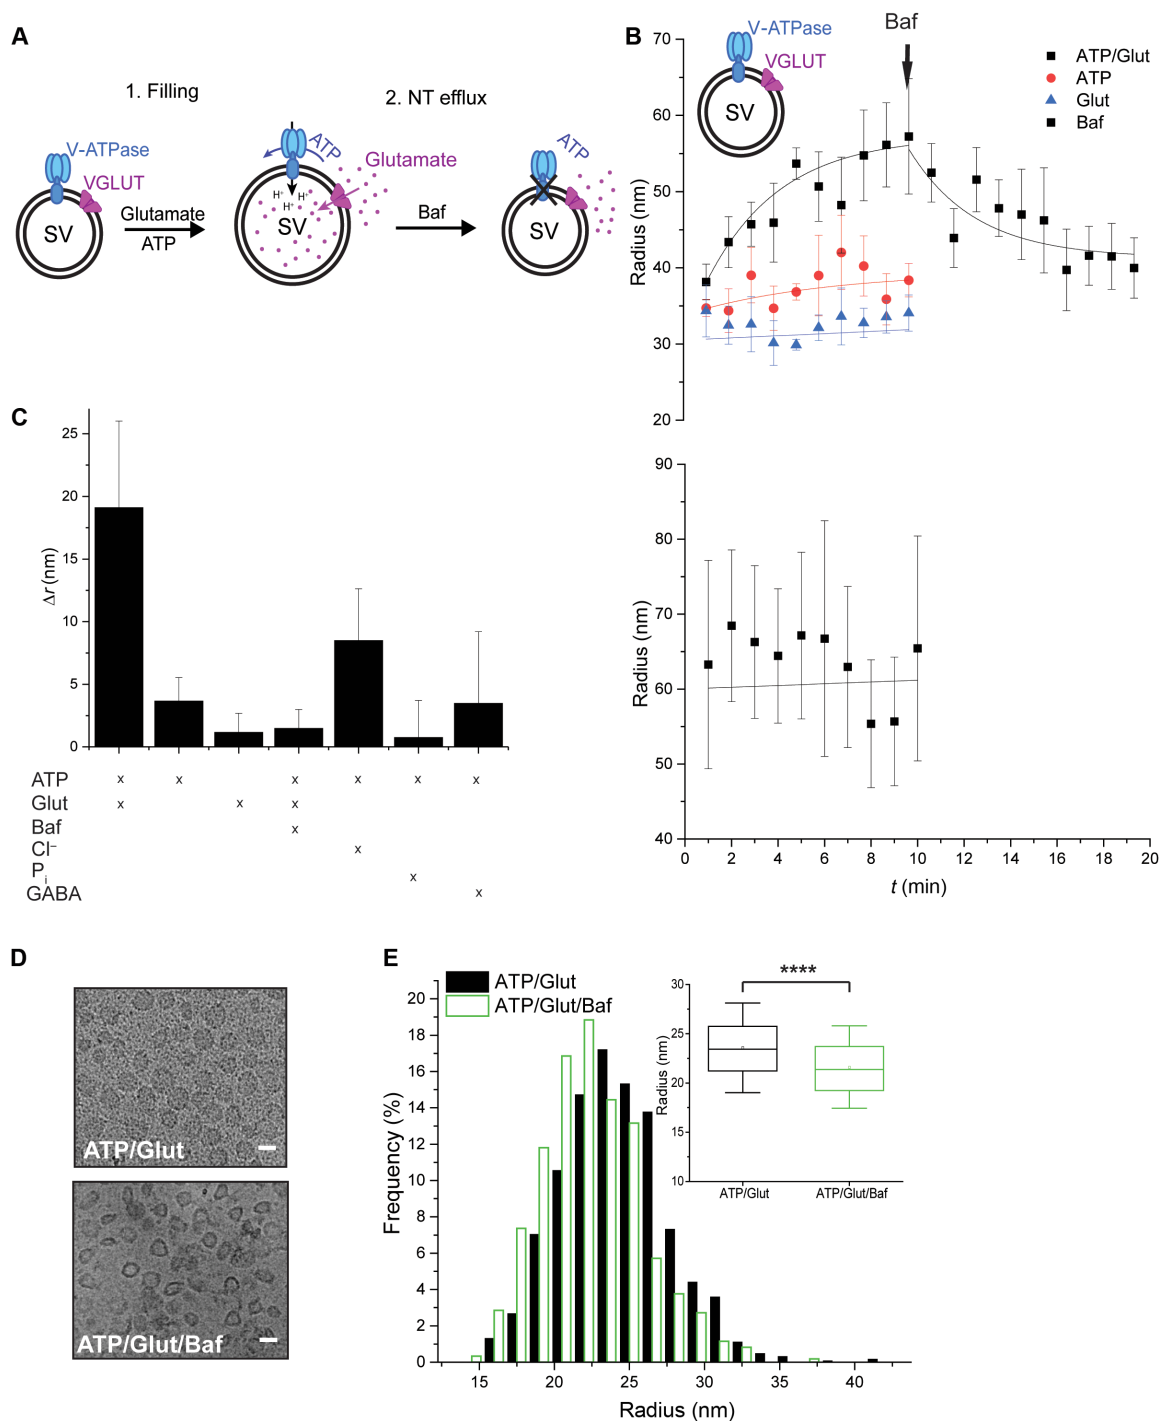 A
1. Filling
2. NT efflux
V-ATPase
VGLUT
SV
Glutamate
ATP
ATP
Glutamate
H⁺
H⁺
H⁺
SV
Baf
ATP
SV
B
V-ATPase
VGLUT
SV
Baf
ATP/Glut
ATP
Glut
Baf
70
60
50
40
30
20
Radius (nm)
90
80
70
60
50
40
Radius (nm)
0 2 4 6 8 10 12 14 16 18 20
t (min)
C
25
20
15
10
5
0
Δr (nm)
ATP x x x x x x
Glut x x x
Baf x
Cl⁻ x
Pi x
GABA x
D
ATP/Glut
ATP/Glut/Baf
E
ATP/Glut
ATP/Glut/Baf
20
18
16
14
12
10
8
6
4
2
0
Frequency (%)
15 20 25 30 35 40
Radius (nm)
****
30
25
20
15
10
Radius (nm)
ATP/Glut ATP/Glut/Baf